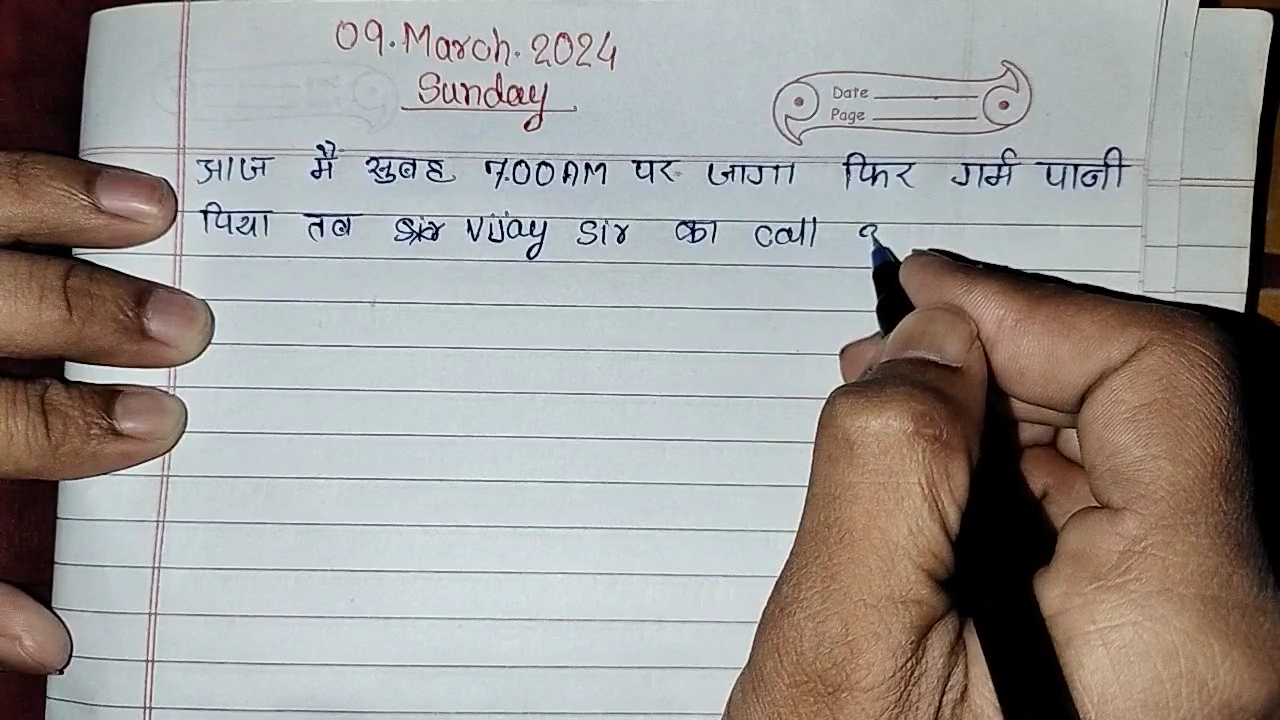 09.March.2024
Sunday
Date
Page
आज मै सुबह 7.00AM पर जागा फिर गर्म पानी
पिया तब Vijay Sir का call